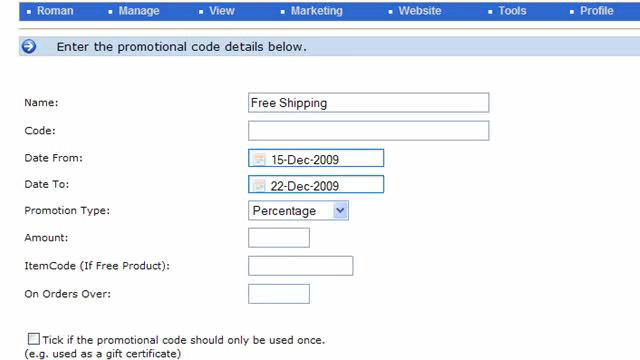 Roman Manage View Marketing Website Tools Profile
Enter the promotional code details below.
Name: Free Shipping
Code:
Date From: 15-Dec-2009
Date To: 22-Dec-2009
Promotion Type: Percentage
Amount:
ItemCode (If Free Product):
On Orders Over:
Tick if the promotional code should only be used once.
(e.g. used as a gift certificate)